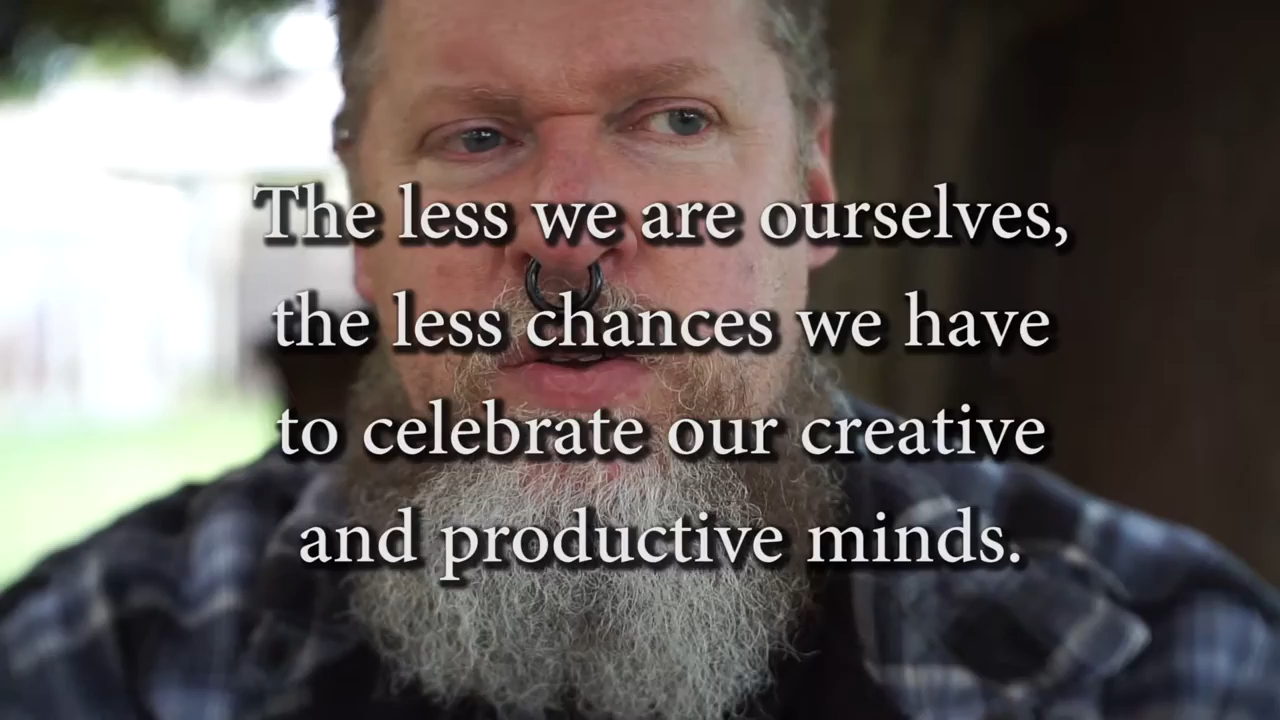 The less we are ourselves,
the less chances we have
to celebrate our creative
and productive minds.